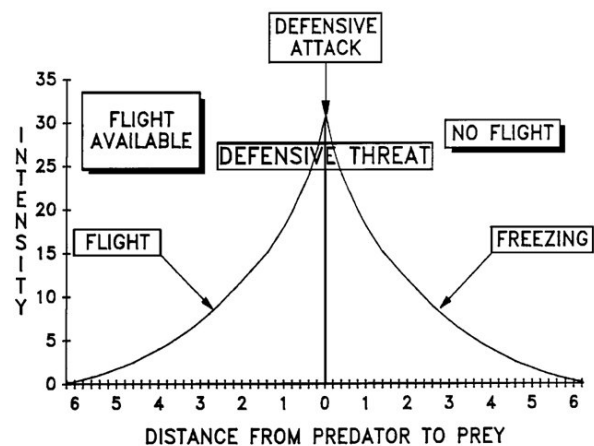 DEFENSIVE
ATTACK
35
30
25
20
15
10
5
0
INTENSITY
FLIGHT
AVAILABLE
NO FLIGHT
DEFENSIVE THREAT
FLIGHT
FREEZING
6 5 4 3 2 1 0 1 2 3 4 5 6
DISTANCE FROM PREDATOR TO PREY